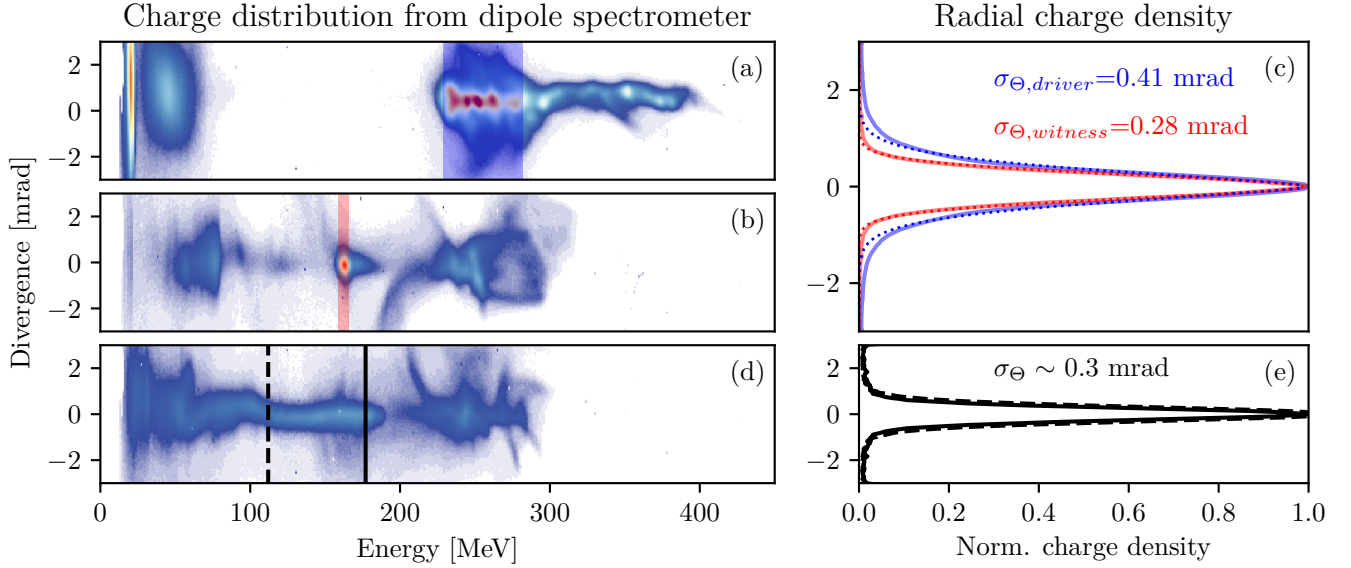 Charge distribution from dipole spectrometer
Radial charge density
2
0
−2
(a)
2
0
−2
(b)
2
0
−2
(d)
0
100
200
300
400
Energy [MeV]
Divergence [mrad]
2
0
−2
(c)
σΘ,driver=0.41 mrad
σΘ,witness=0.28 mrad
2
0
−2
(e)
σΘ ∼ 0.3 mrad
0.0
0.2
0.4
0.6
0.8
1.0
Norm. charge density